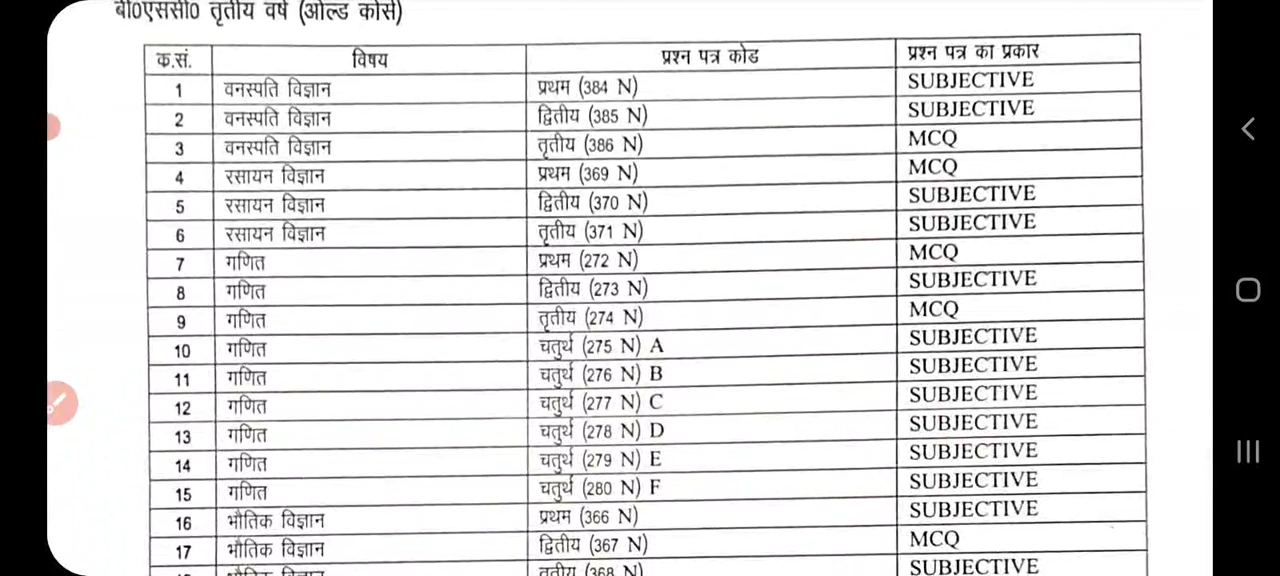 बी0एससी0 तृतीय वर्ष (ओल्ड कोर्स)
क.सं. विषय प्रश्न पत्र कोड प्रश्न पत्र का प्रकार
1 वनस्पति विज्ञान प्रथम (384 N) SUBJECTIVE
2 वनस्पति विज्ञान द्वितीय (385 N) SUBJECTIVE
3 वनस्पति विज्ञान तृतीय (386 N) MCQ
4 रसायन विज्ञान प्रथम (369 N) MCQ
5 रसायन विज्ञान द्वितीय (370 N) SUBJECTIVE
6 रसायन विज्ञान तृतीय (371 N) SUBJECTIVE
7 गणित प्रथम (272 N) MCQ
8 गणित द्वितीय (273 N) SUBJECTIVE
9 गणित तृतीय (274 N) MCQ
10 गणित चतुर्थ (275 N) A SUBJECTIVE
11 गणित चतुर्थ (276 N) B SUBJECTIVE
12 गणित चतुर्थ (277 N) C SUBJECTIVE
13 गणित चतुर्थ (278 N) D SUBJECTIVE
14 गणित चतुर्थ (279 N) E SUBJECTIVE
15 गणित चतुर्थ (280 N) F SUBJECTIVE
16 भौतिक विज्ञान प्रथम (366 N) SUBJECTIVE
17 भौतिक विज्ञान द्वितीय (367 N) MCQ
भौतिक विज्ञान तृतीय (368 N) SUBJECTIVE